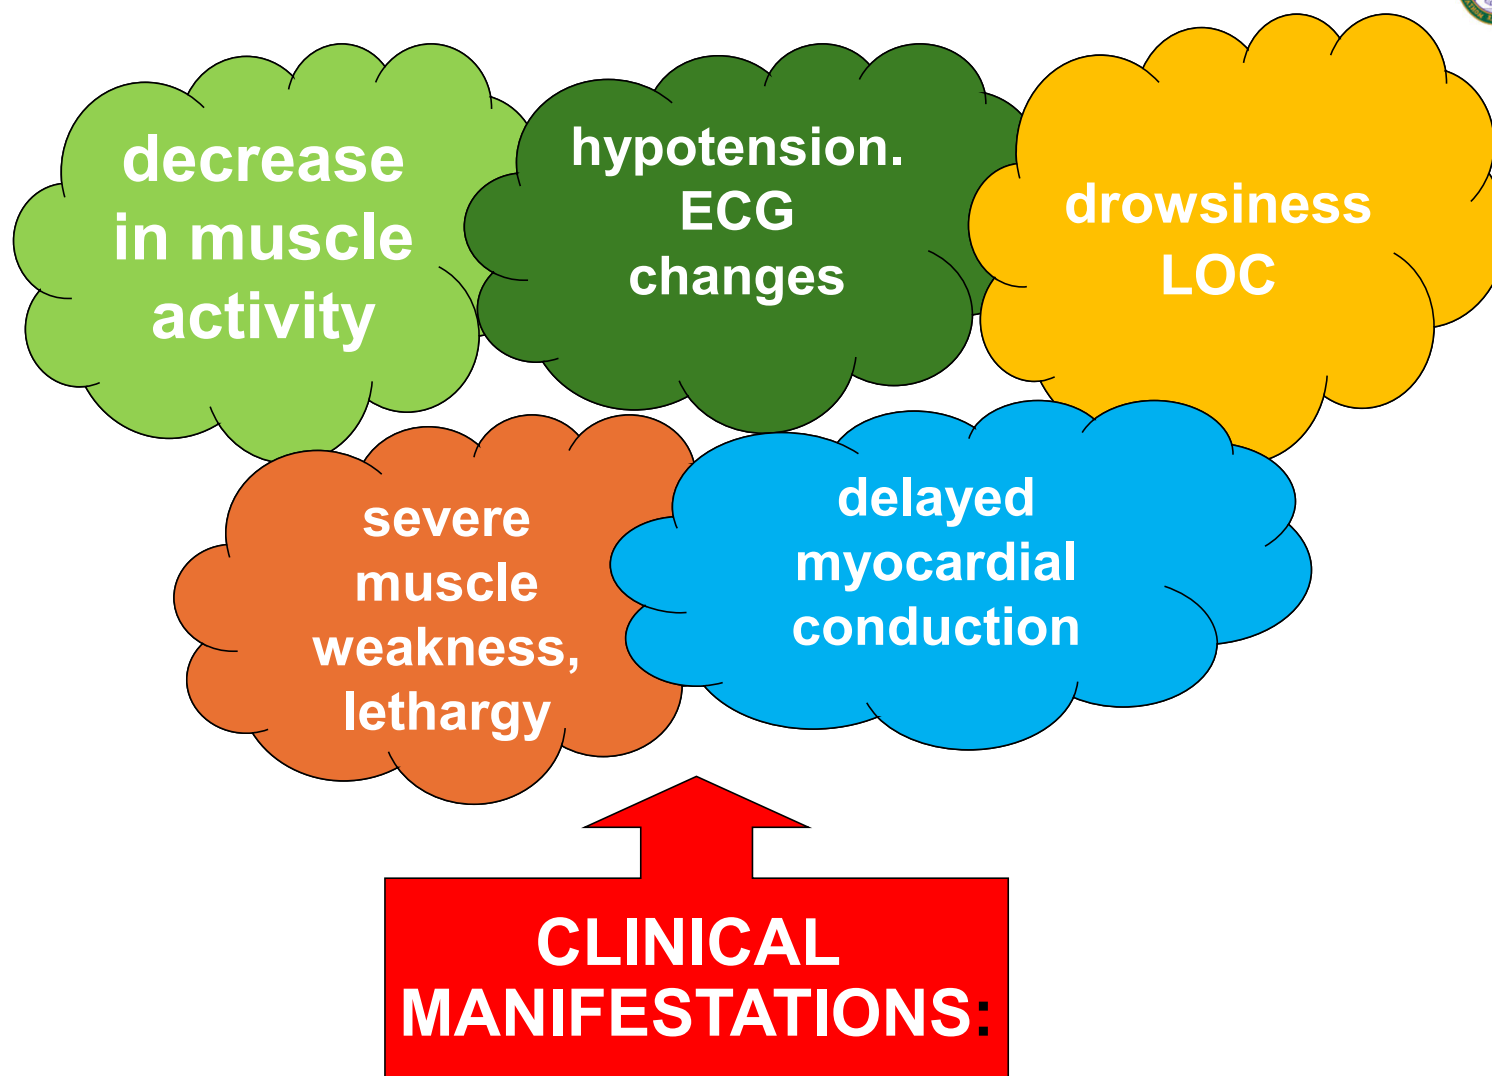 decrease
in muscle
activity
hypotension.
ECG
changes
drowsiness
LOC
severe
muscle
weakness,
lethargy
delayed
myocardial
conduction
CLINICAL
MANIFESTATIONS: